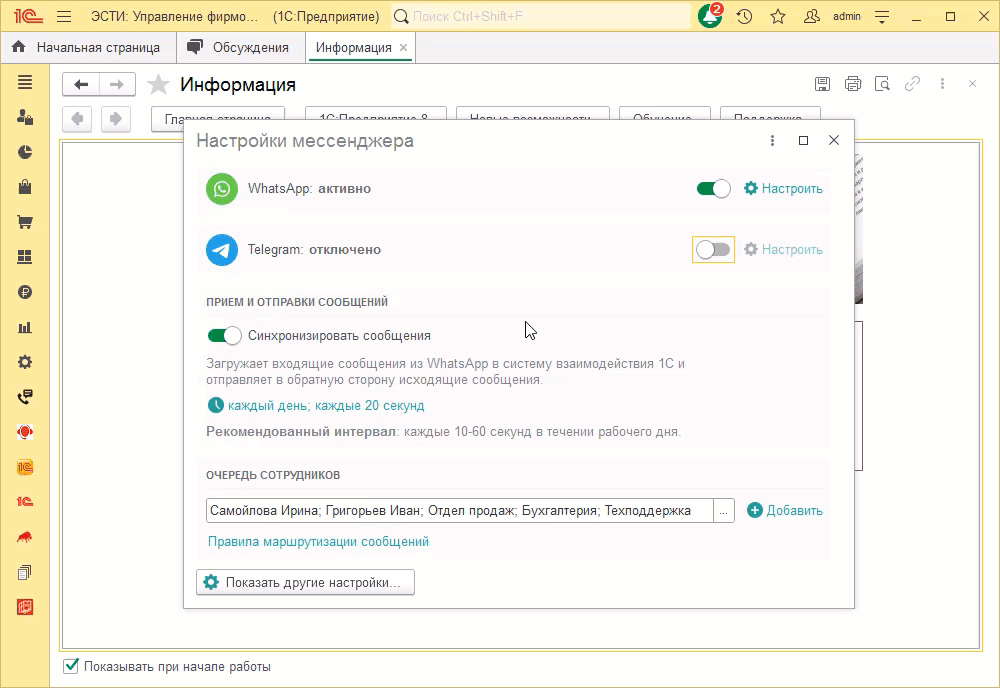 1С ЭСТИ: Управление фирмо... (1С:Предприятие) Поиск Ctrl+Shift+F 2 admin
Начальная страница Обсуждения Информация
Информация
Главная страница 1С:Предприятие 8 Новые возможности Обучение Поддержка
Настройки мессенджера
WhatsApp: активно Настроить
Telegram: отключено Настроить
ПРИЕМ И ОТПРАВКИ СООБЩЕНИЙ
Синхронизировать сообщения
Загружает входящие сообщения из WhatsApp в систему взаимодействия 1С и
отправляет в обратную сторону исходящие сообщения.
каждый день; каждые 20 секунд
Рекомендованный интервал: каждые 10-60 секунд в течении рабочего дня.
ОЧЕРЕДЬ СОТРУДНИКОВ
Самойлова Ирина; Григорьев Иван; Отдел продаж; Бухгалтерия; Техподдержка ... Добавить
Правила маршрутизации сообщений
Показать другие настройки...
Показывать при начале работы